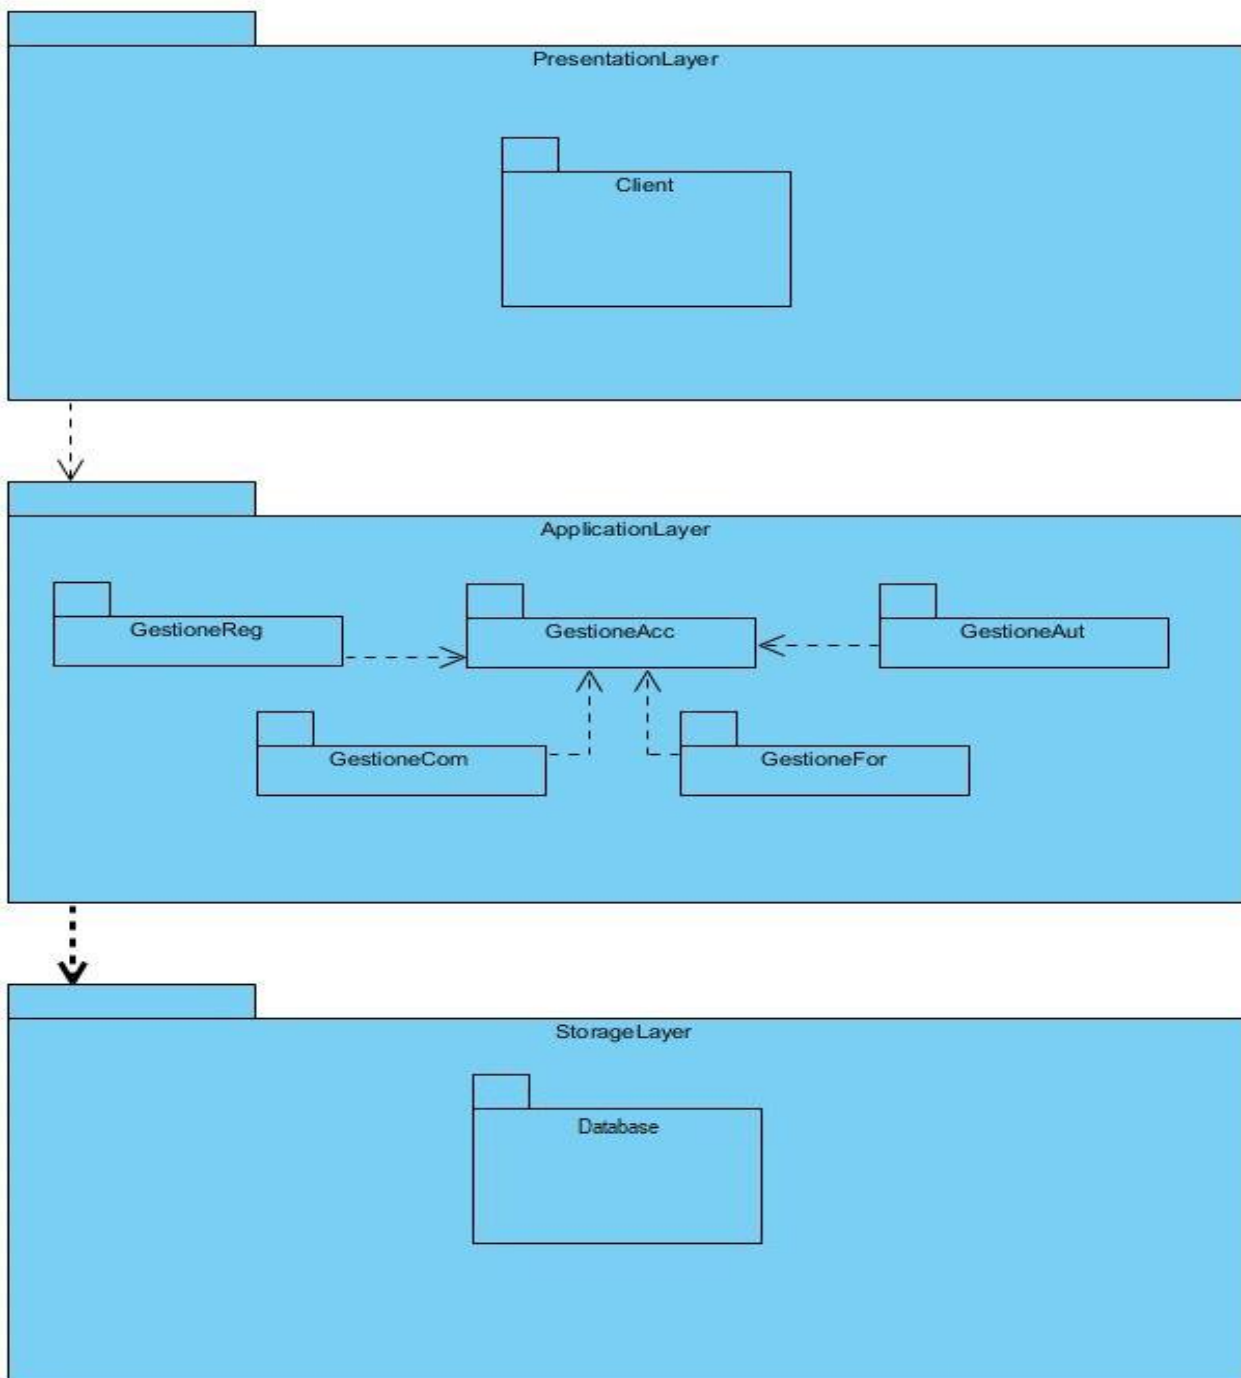 PresentationLayer
Client
ApplicationLayer
GestioneReg
GestioneAcc
GestioneAut
GestioneCom
GestioneFor
StorageLayer
Database